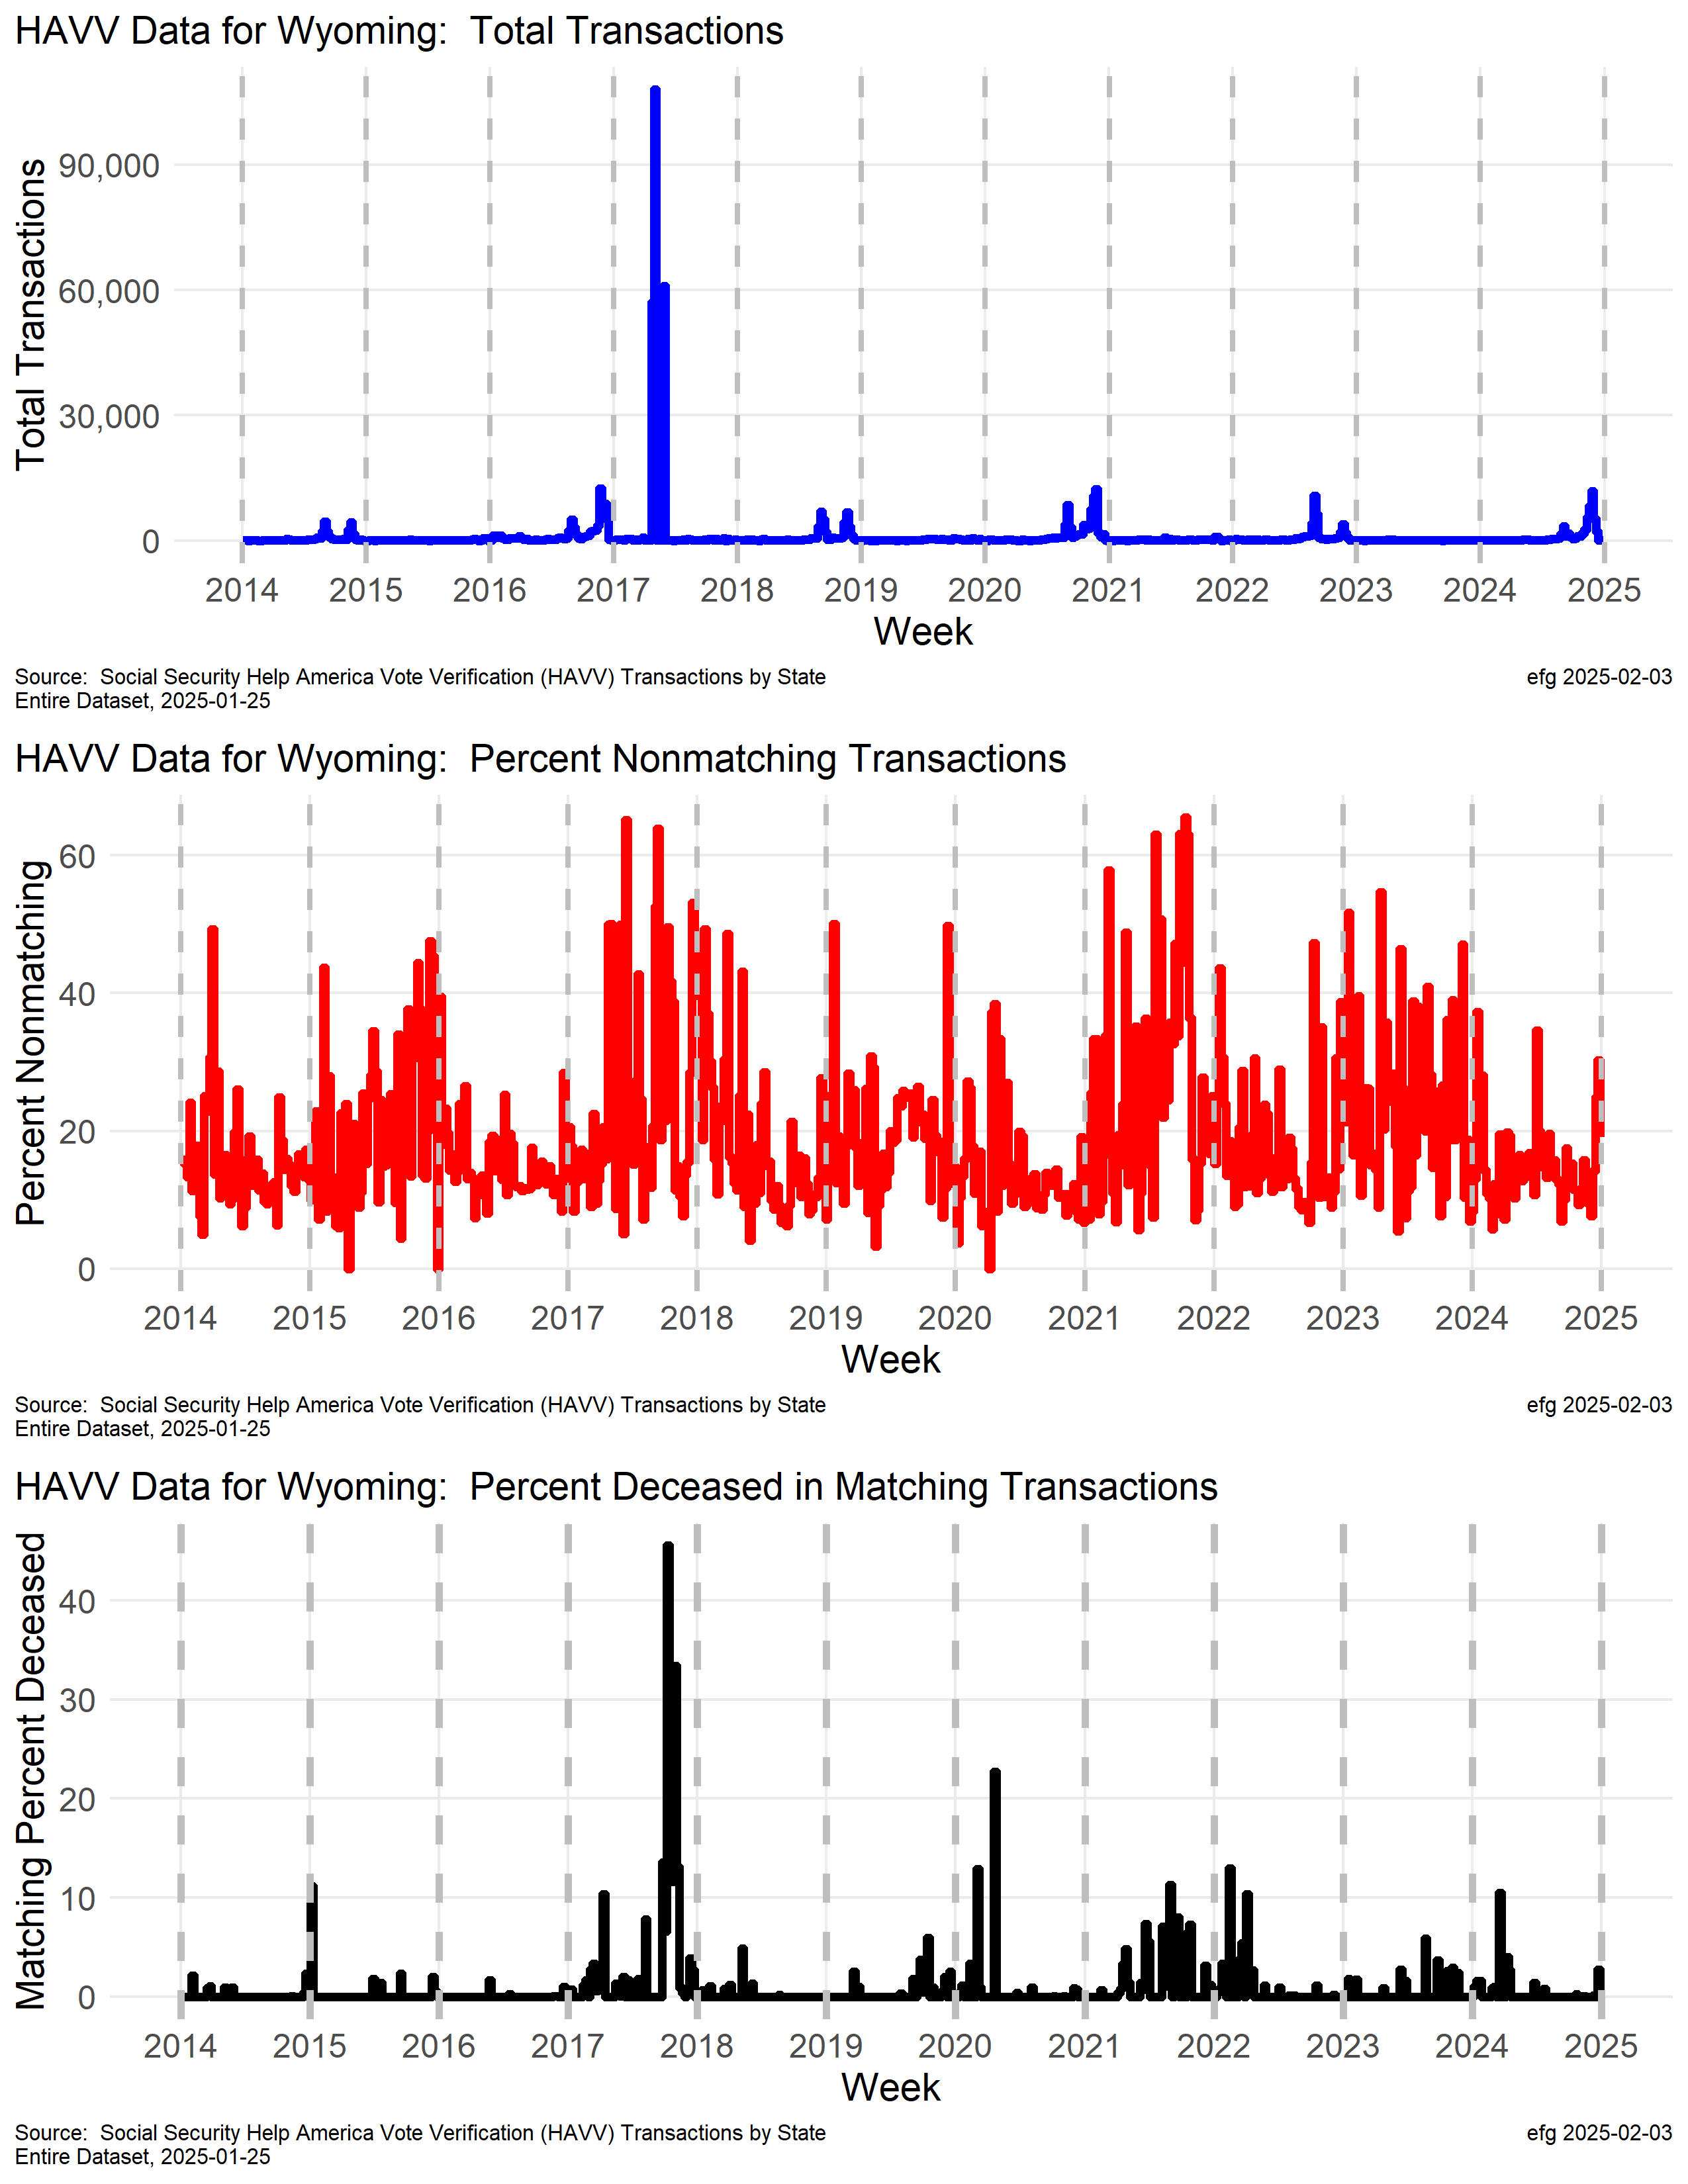 HAVV Data for Wyoming:  Total Transactions
Total Transactions
90,000
60,000
30,000
0
2014 2015 2016 2017 2018 2019 2020 2021 2022 2023 2024 2025
Week
Source:  Social Security Help America Vote Verification (HAVV) Transactions by State
Entire Dataset, 2025-01-25
efg 2025-02-03
HAVV Data for Wyoming:  Percent Nonmatching Transactions
Percent Nonmatching
60
40
20
0
2014 2015 2016 2017 2018 2019 2020 2021 2022 2023 2024 2025
Week
Source:  Social Security Help America Vote Verification (HAVV) Transactions by State
Entire Dataset, 2025-01-25
efg 2025-02-03
HAVV Data for Wyoming:  Percent Deceased in Matching Transactions
Matching Percent Deceased
40
30
20
10
0
2014 2015 2016 2017 2018 2019 2020 2021 2022 2023 2024 2025
Week
Source:  Social Security Help America Vote Verification (HAVV) Transactions by State
Entire Dataset, 2025-01-25
efg 2025-02-03